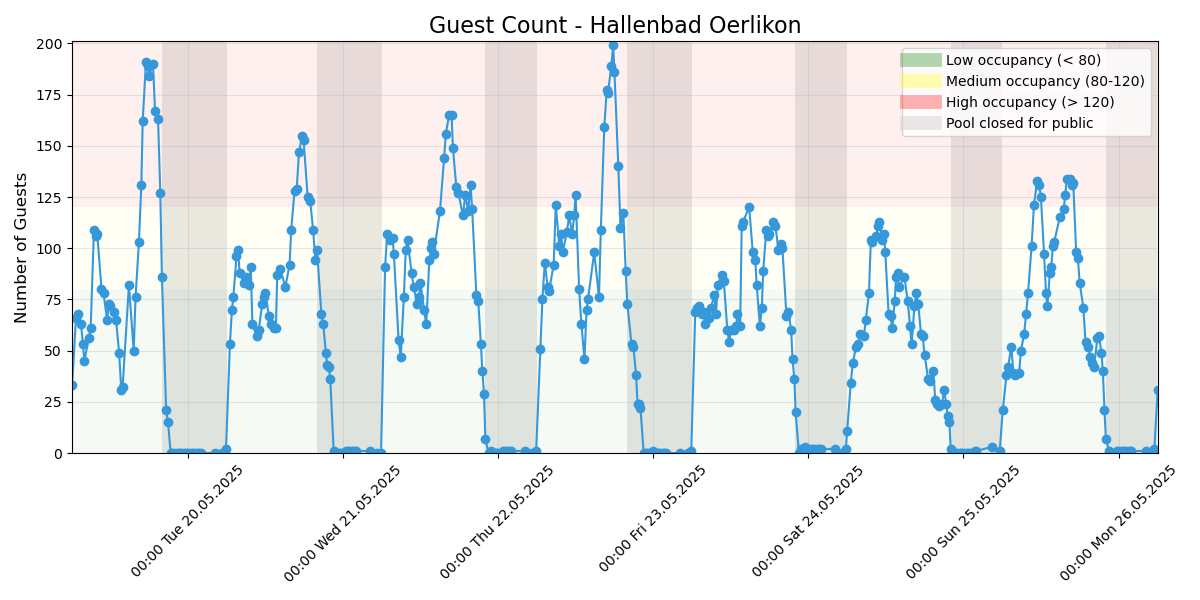 Guest Count - Hallenbad Oerlikon
Number of Guests
200
175
150
125
100
75
50
25
0
Low occupancy (< 80)
Medium occupancy (80-120)
High occupancy (> 120)
Pool closed for public
00:00 Tue 20.05.2025
00:00 Wed 21.05.2025
00:00 Thu 22.05.2025
00:00 Fri 23.05.2025
00:00 Sat 24.05.2025
00:00 Sun 25.05.2025
00:00 Mon 26.05.2025